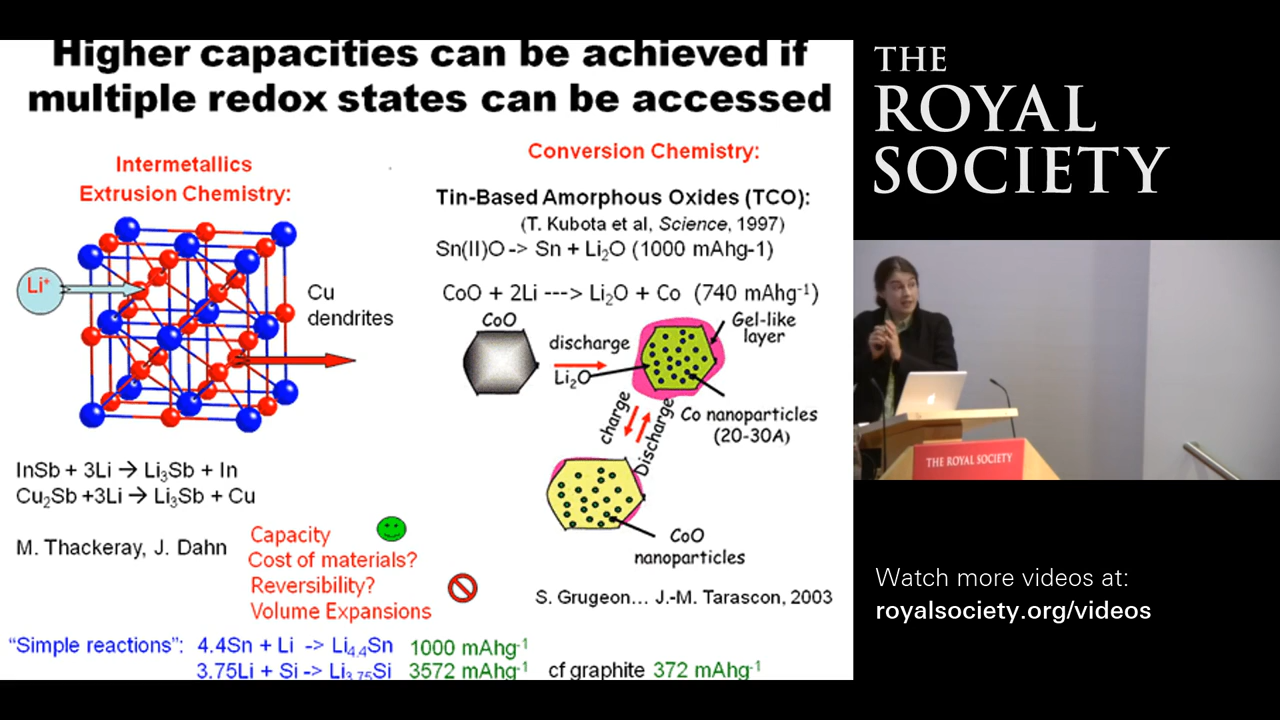 Higher capacities can be achieved if
multiple redox states can be accessed
Intermetallics
Extrusion Chemistry:
Li⁺
Cu
dendrites
InSb + 3Li → Li₃Sb + In
Cu₂Sb +3Li → Li₃Sb + Cu
M. Thackeray, J. Dahn
Conversion Chemistry:
Tin-Based Amorphous Oxides (TCO):
(T. Kubota et al, Science, 1997)
Sn(II)O-> Sn + Li₂O (1000 mAhg-1)
CoO + 2Li ---> Li₂O + Co (740 mAhg⁻¹)
CoO
discharge
Li₂O
Gel-like
layer
Co nanoparticles
(20-30A)
charge
Discharge
CoO
nanoparticles
S. Grugeon... J.-M. Tarascon, 2003
Capacity
Cost of materials?
Reversibility?
Volume Expansions
"Simple reactions": 4.4Sn + Li -> Li₄.₄Sn 1000 mAhg⁻¹
3.75Li + Si -> Li₃.₇₅Si 3572 mAhg⁻¹ cf graphite 372 mAhg⁻¹
THE
ROYAL
SOCIETY
THE ROYAL SOCIETY
Watch more videos at:
royalsociety.org/videos